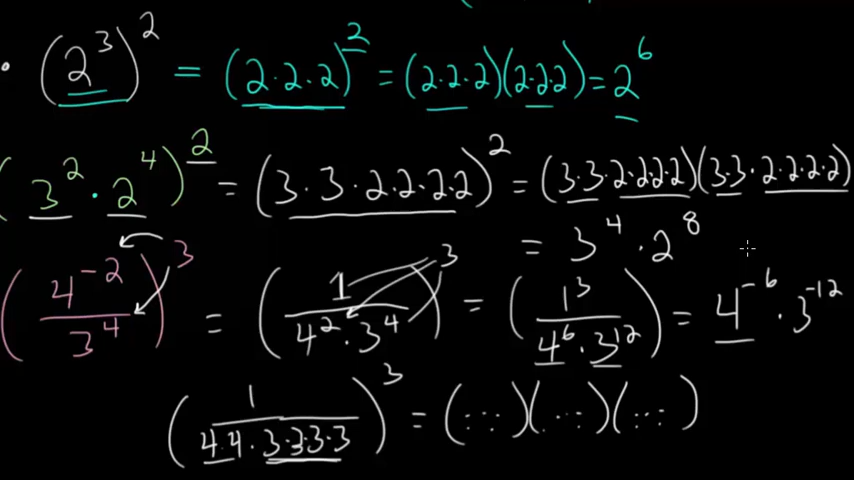 • (2³)² = (2·2·2)² = (2·2·2)(2·2·2) = 2⁶
(3²·2⁴)² = (3·3·2·2·2·2)² = (3·3·2·2·2·2)(3·3·2·2·2·2)
= 3⁴·2⁸
(4⁻²/3⁴)³ = (1/4²·3⁴)³ = (1³/4⁶·3¹²) = 4⁻⁶·3⁻¹²
(1/4·4·3·3·3·3)³ = (:·:·:)(:·:·:)(:·:·:)